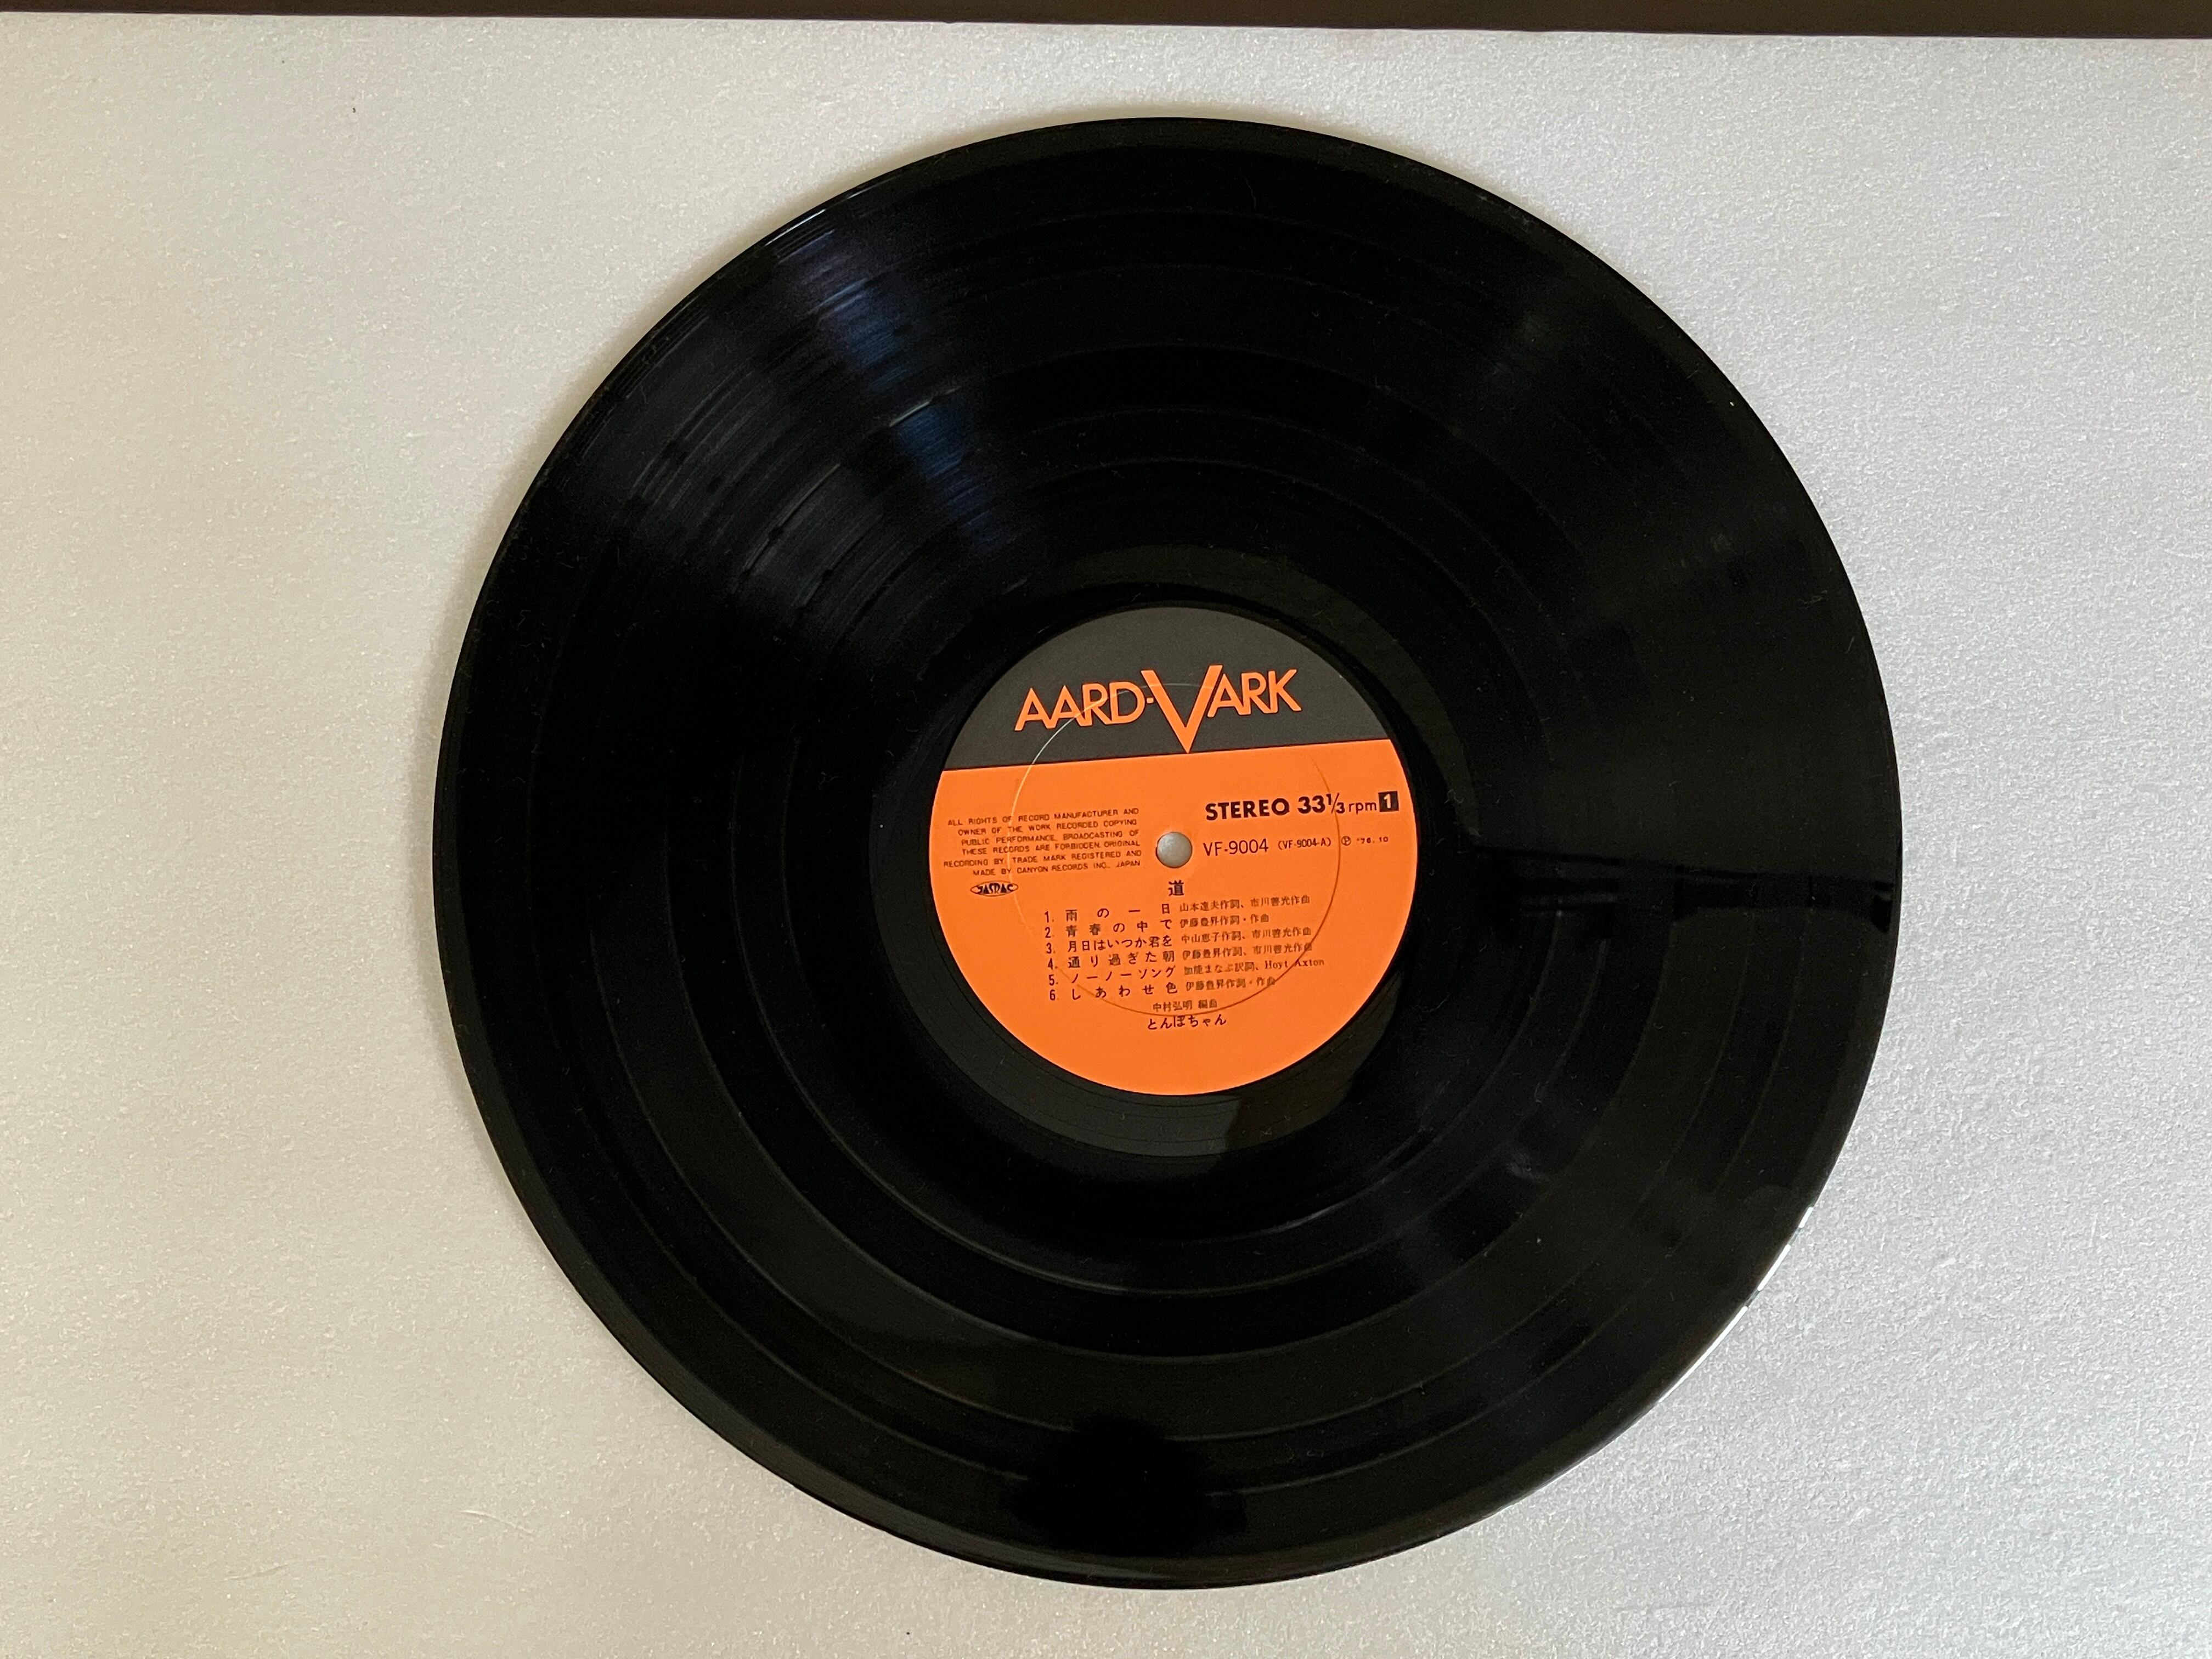 AARD-VARK
STEREO 33 1/3 rpm 1
ALL RIGHTS OF RECORD MANUFACTURER AND
OWNER OF THE WORK RECORDED COPYING
PUBLIC PERFORMANCE, BROADCASTING OF
THESE RECORDS ARE FORBIDDEN. ORIGINAL
RECORDING BY. TRADE MARK REGISTERED AND
MADE BY CANYON RECORDS INC., JAPAN
VF-9004 (VF-9004-A) Ⓟ '76.10
JASRAC
道
1. 雨の一日 山本達夫作詞、市川善光作曲
2. 青春の中で 伊藤豊昇作詞・作曲
3. 月日はいつか君を 中山恵子作詞、市川善光作曲
4. 通り過ぎた朝 伊藤豊昇作詞、市川善光作曲
5. ノーノーソング 加能まなぶ訳詞、Hoyt Axton
6. しあわせ色 伊藤豊昇作詞・作曲
中村弘明 編曲
とんぼちゃん